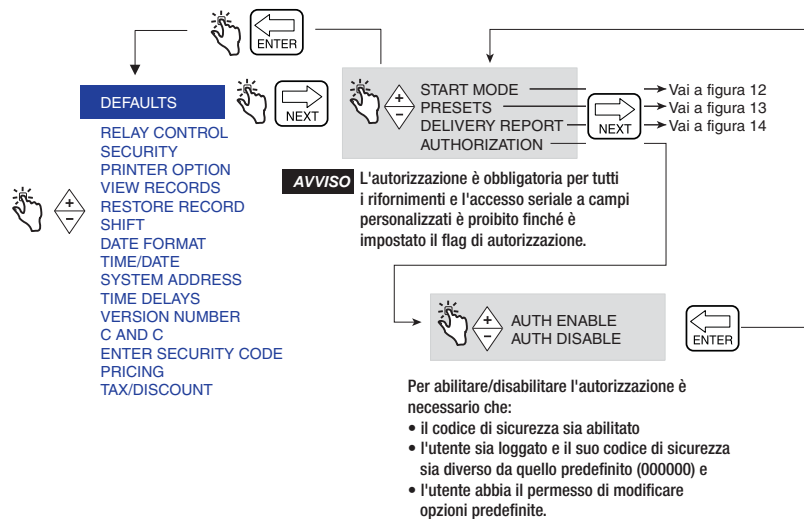 ENTER
DEFAULTS
RELAY CONTROL
SECURITY
PRINTER OPTION
VIEW RECORDS
RESTORE RECORD
SHIFT
DATE FORMAT
TIME/DATE
SYSTEM ADDRESS
TIME DELAYS
VERSION NUMBER
C AND C
ENTER SECURITY CODE
PRICING
TAX/DISCOUNT
+
−
NEXT
+
−
START MODE
PRESETS
DELIVERY REPORT
AUTHORIZATION
NEXT
Vai a figura 12
Vai a figura 13
Vai a figura 14
AVVISO L'autorizzazione è obbligatoria per tutti
i rifornimenti e l'accesso seriale a campi
personalizzati è proibito finché è
impostato il flag di autorizzazione.
+
−
AUTH ENABLE
AUTH DISABLE
ENTER
Per abilitare/disabilitare l'autorizzazione è
necessario che:
• il codice di sicurezza sia abilitato
• l'utente sia loggato e il suo codice di sicurezza
sia diverso da quello predefinito (000000) e
• l'utente abbia il permesso di modificare
opzioni predefinite.